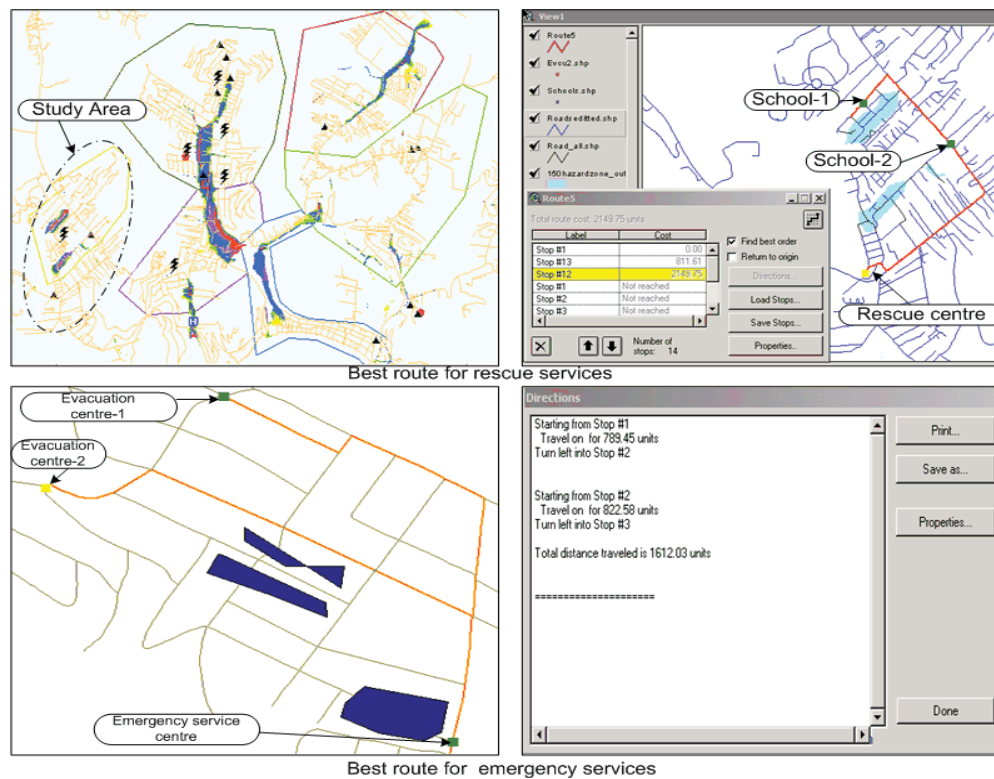 Study Area
H
View1
Route5
Evcu2.shp
Schools.shp
Roadseditted.shp
Road_all.shp
150hazardzone_out
School-1
School-2
Rescue centre
Route5
Total route cost: 2149.75 units
Label Cost
Stop #1 0.00
Stop #13 811.61
Stop #12 2149.75
Stop #1 Not reached
Stop #2 Not reached
Stop #3 Not reached
Number of stops: 14
Find best order
Return to origin
Directions...
Load Stops...
Save Stops...
Properties..
Best route for rescue services
Evacuation
centre-1
Evacuation
centre-2
Emergency service
centre
Directions
Starting from Stop #1
Travel on for 789.45 units
Turn left into Stop #2
Starting from Stop #2
Travel on for 822.58 units
Turn left into Stop #3
Total distance traveled is 1612.03 units
=====================
Print...
Save as...
Properties...
Done
Best route for emergency services